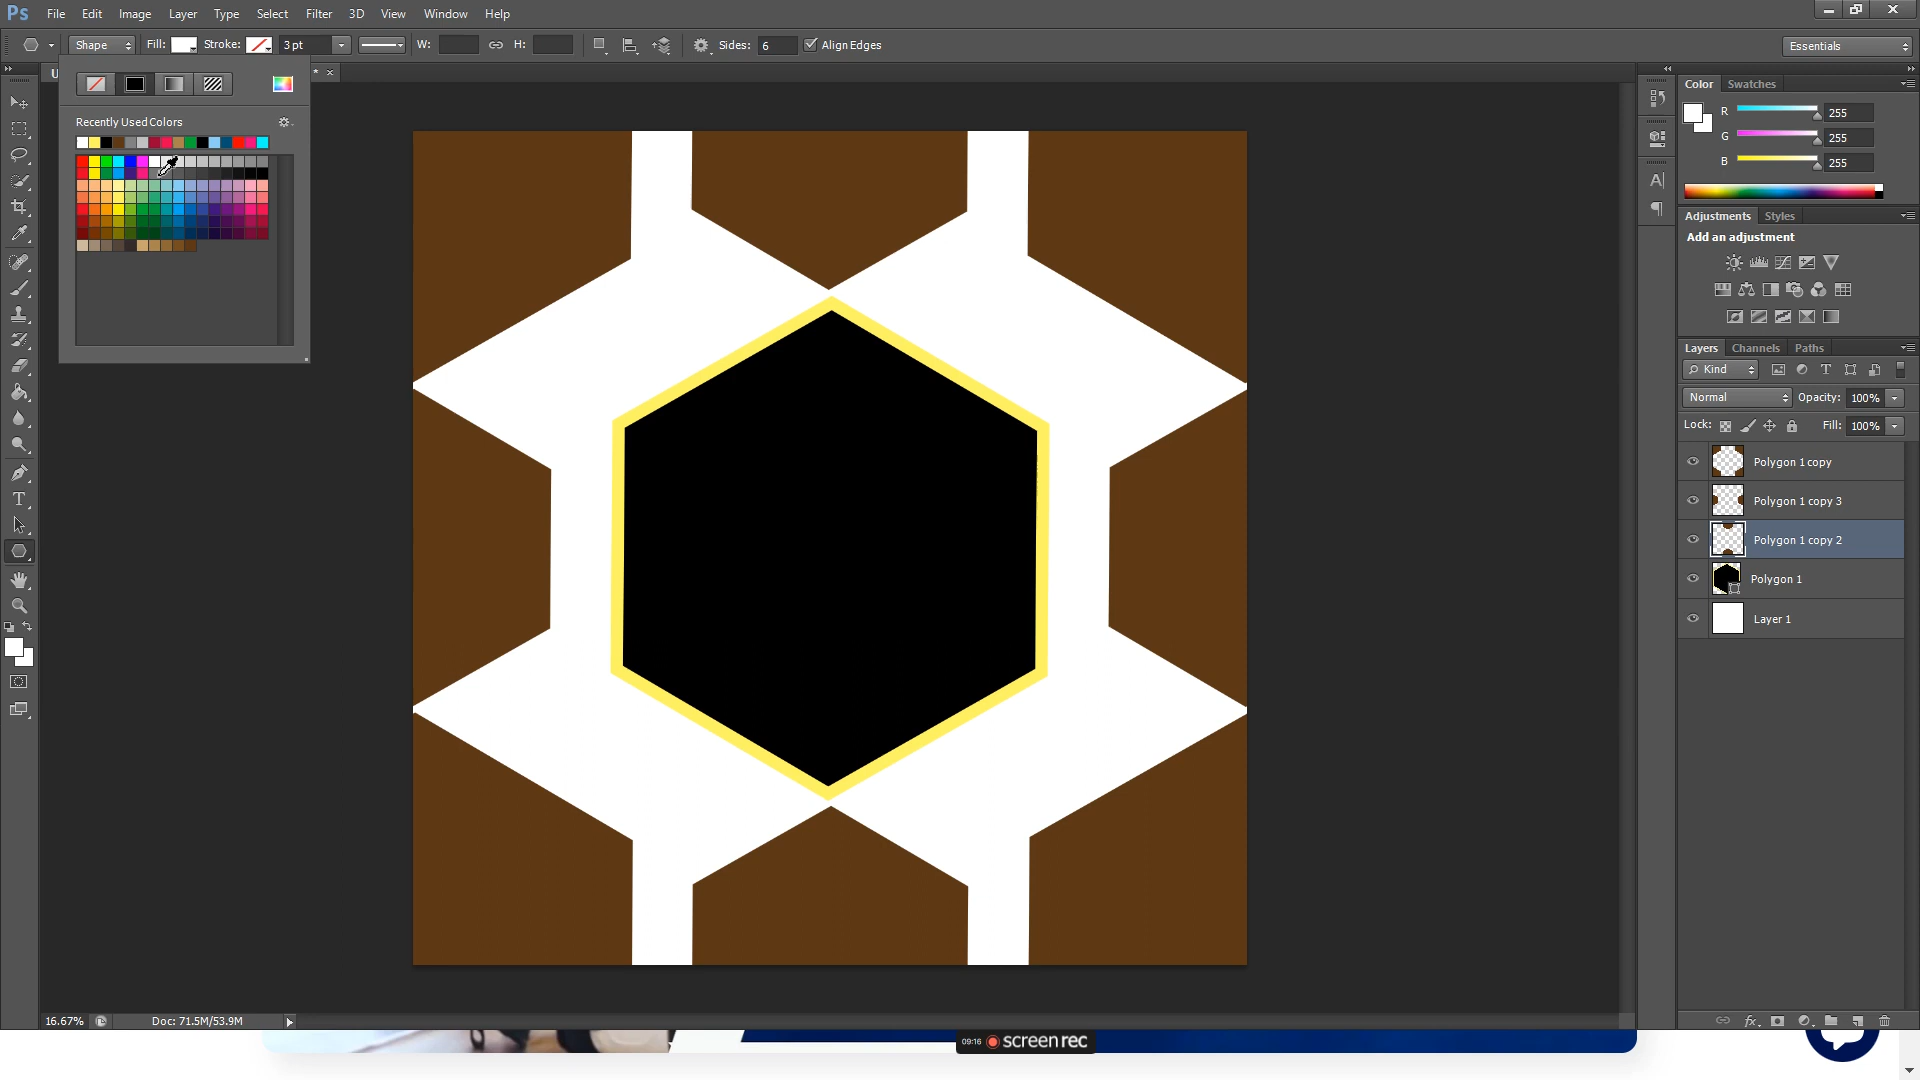 Ps File Edit Image Layer Type Select Filter 3D View Window Help
Shape Fill: Stroke: 3 pt W: H: Sides: 6 Align Edges Essentials
U * ×
Recently Used Colors
Color Swatches
R 255
G 255
B 255
Adjustments Styles
Add an adjustment
Layers Channels Paths
Kind
Normal Opacity: 100%
Lock: Fill: 100%
Polygon 1 copy
Polygon 1 copy 3
Polygon 1 copy 2
Polygon 1
Layer 1
16.67% Doc: 71.5M/53.9M
09:16 screenrec